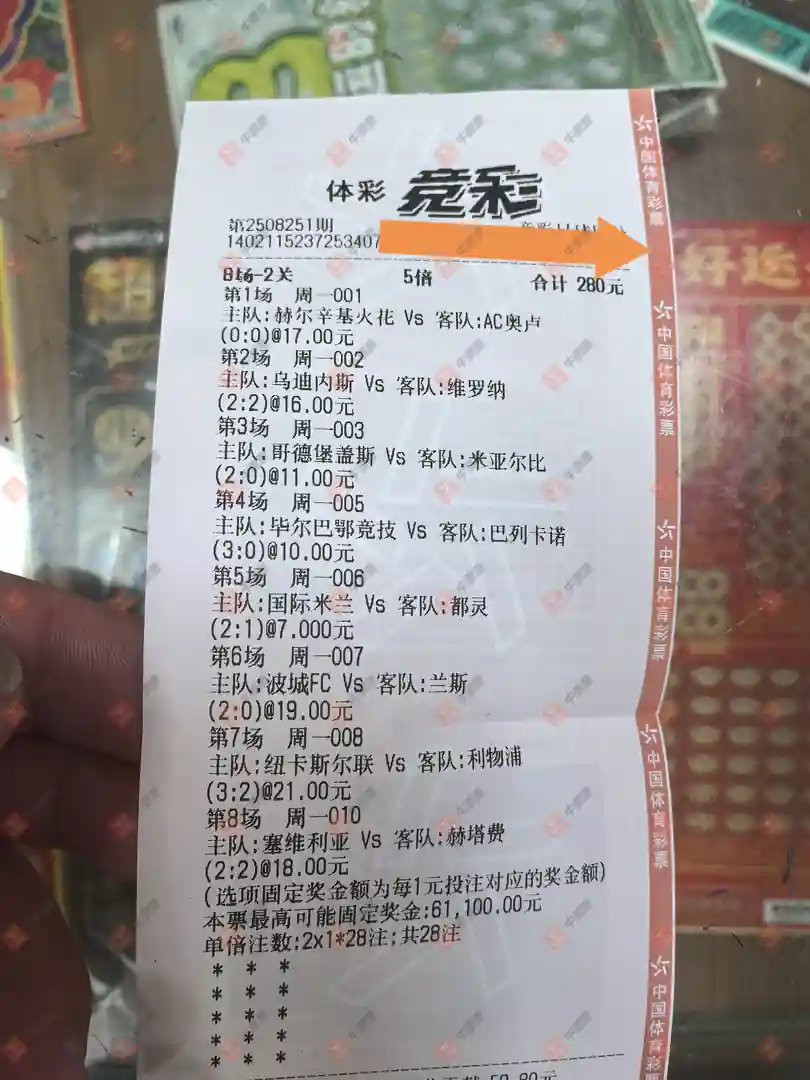 体彩 竞彩
第2508251期
1402115237253407
8场-2关 5倍 合计 280元
第1场 周一001
主队:赫尔辛基火花 Vs 客队:AC奥卢
(0:0)@17.00元
第2场 周一002
主队:乌迪内斯 Vs 客队:维罗纳
(2:2)@16.00元
第3场 周一003
主队:哥德堡盖斯 Vs 客队:米亚尔比
(2:0)@11.00元
第4场 周一005
主队:毕尔巴鄂竞技 Vs 客队:巴列卡诺
(3:0)@10.00元
第5场 周一006
主队:国际米兰 Vs 客队:都灵
(2:1)@7.000元
第6场 周一007
主队:波城FC Vs 客队:兰斯
(2:0)@19.00元
第7场 周一008
主队:纽卡斯尔联 Vs 客队:利物浦
(3:2)@21.00元
第8场 周一010
主队:塞维利亚 Vs 客队:赫塔费
(2:2)@18.00元
(选项固定奖金额为每1元投注对应的奖金额)
本票最高可能固定奖金:61,100.00元
单倍注数:2x1*28注;共28注
* * *
* * *
* * *
* * *
* * *
中国体育彩票
中国体育彩票
中国体育彩票
中国体育彩票
中国体育
好运